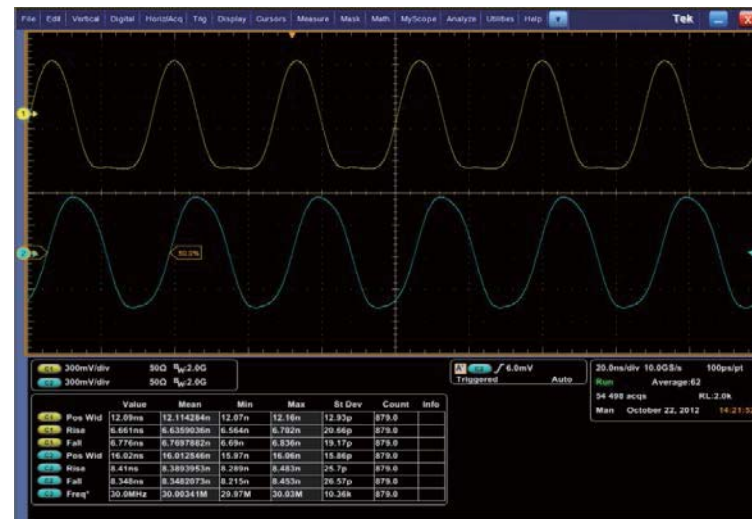 File Edit Vertical Digital Horiz/Acq Trig Display Cursors Measure Mask Math MyScope Analyze Utilities Help Tek X
1
2
50.0%
C1 300mV/div 50Ω BW:2.0G
C2 300mV/div 50Ω BW:2.0G
A' C2 / 6.0mV
Triggered Auto
20.0ns/div 10.0GS/s 100ps/pt
Run Average:62
54 498 acqs RL:2.0k
Man October 22, 2012 14:21:53
Value Mean Min Max St Dev Count Info
C1 Pos Wid 12.09ns 12.114284n 12.07n 12.16n 12.93p 879.0
C1 Rise 6.661ns 6.6359036n 6.564n 6.702n 20.66p 879.0
C1 Fall 6.776ns 6.7697882n 6.69n 6.836n 19.17p 879.0
C2 Pos Wid 16.02ns 16.012546n 15.97n 16.06n 15.86p 879.0
C2 Rise 8.41ns 8.3893953n 8.289n 8.483n 25.7p 879.0
C2 Fall 8.348ns 8.3482073n 8.215n 8.453n 26.57p 879.0
C2 Freq* 30.0MHz 30.00341M 29.97M 30.03M 10.36k 879.0